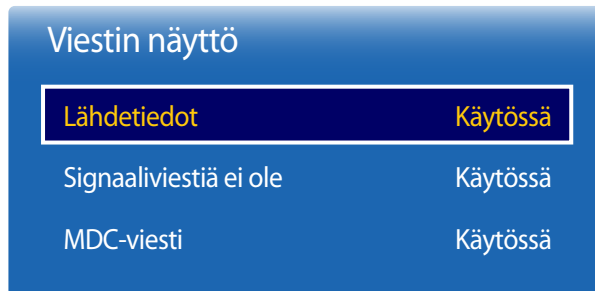 Viestin näyttö
Lähdetiedot Käytössä
Signaaliviestiä ei ole Käytössä
MDC-viesti Käytössä